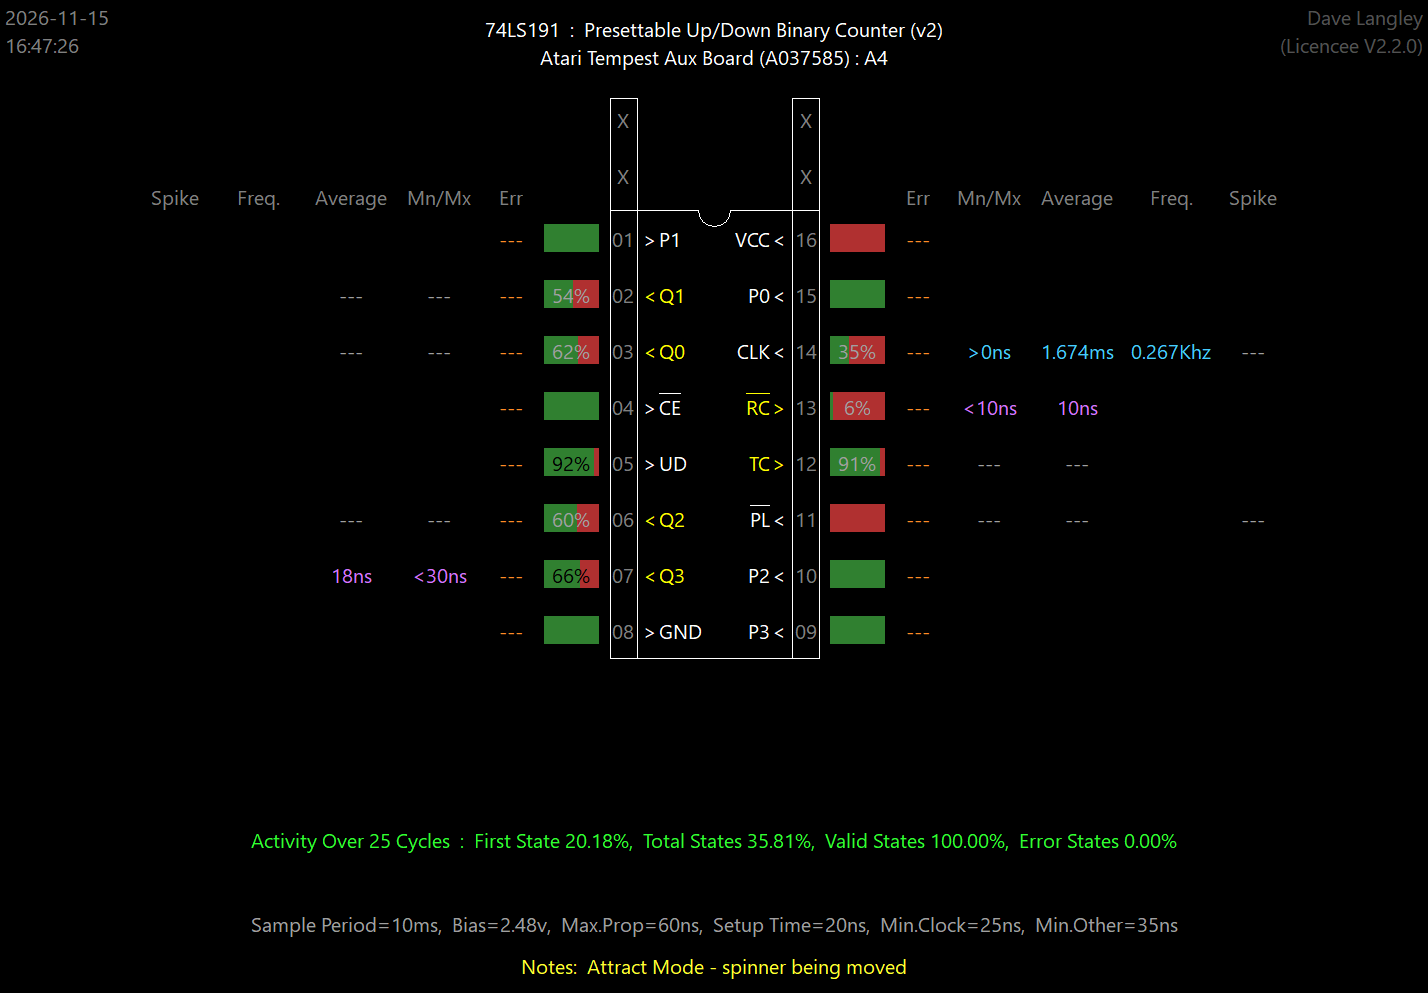 2026-11-15
16:47:26
74LS191 : Presettable Up/Down Binary Counter (v2)
Atari Tempest Aux Board (A037585) : A4
Dave Langley
(Licencee V2.2.0)
X X
X X
Spike Freq. Average Mn/Mx Err Err Mn/Mx Average Freq. Spike
--- 01 >P1 VCC< 16 ---
--- --- --- 54% 02 <Q1 P0< 15 ---
--- --- --- 62% 03 <Q0 CLK< 14 35% --- >0ns 1.674ms 0.267Khz ---
--- 04 >CE RC> 13 6% --- <10ns 10ns
--- 92% 05 >UD TC> 12 91% --- --- ---
--- --- --- 60% 06 <Q2 PL< 11 --- --- --- ---
18ns <30ns --- 66% 07 <Q3 P2< 10 ---
--- 08 >GND P3< 09 ---
Activity Over 25 Cycles : First State 20.18%, Total States 35.81%, Valid States 100.00%, Error States 0.00%
Sample Period=10ms, Bias=2.48v, Max.Prop=60ns, Setup Time=20ns, Min.Clock=25ns, Min.Other=35ns
Notes: Attract Mode - spinner being moved